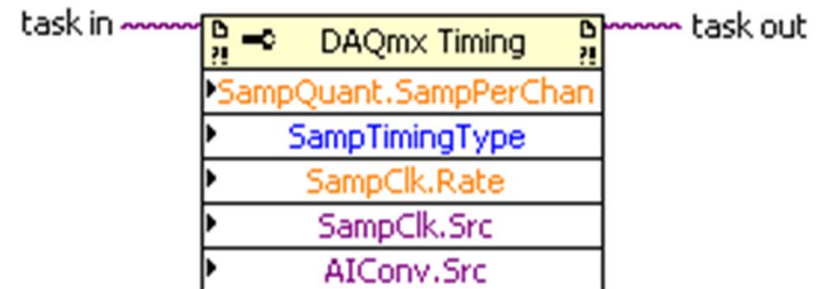 task in DAQmx Timing task out
SampQuant.SampPerChan
SampTimingType
SampClk.Rate
SampClk.Src
AIConv.Src